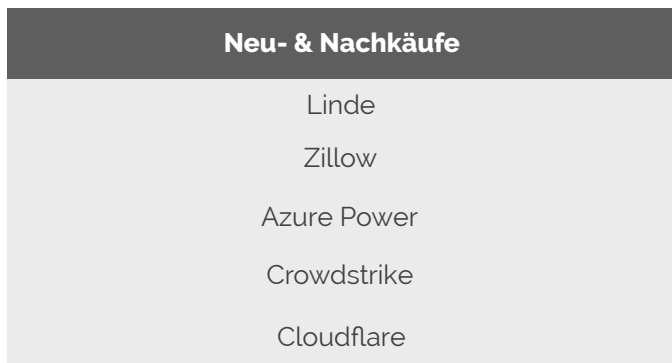 Neu- & Nachkäufe
Linde
Zillow
Azure Power
Crowdstrike
Cloudflare